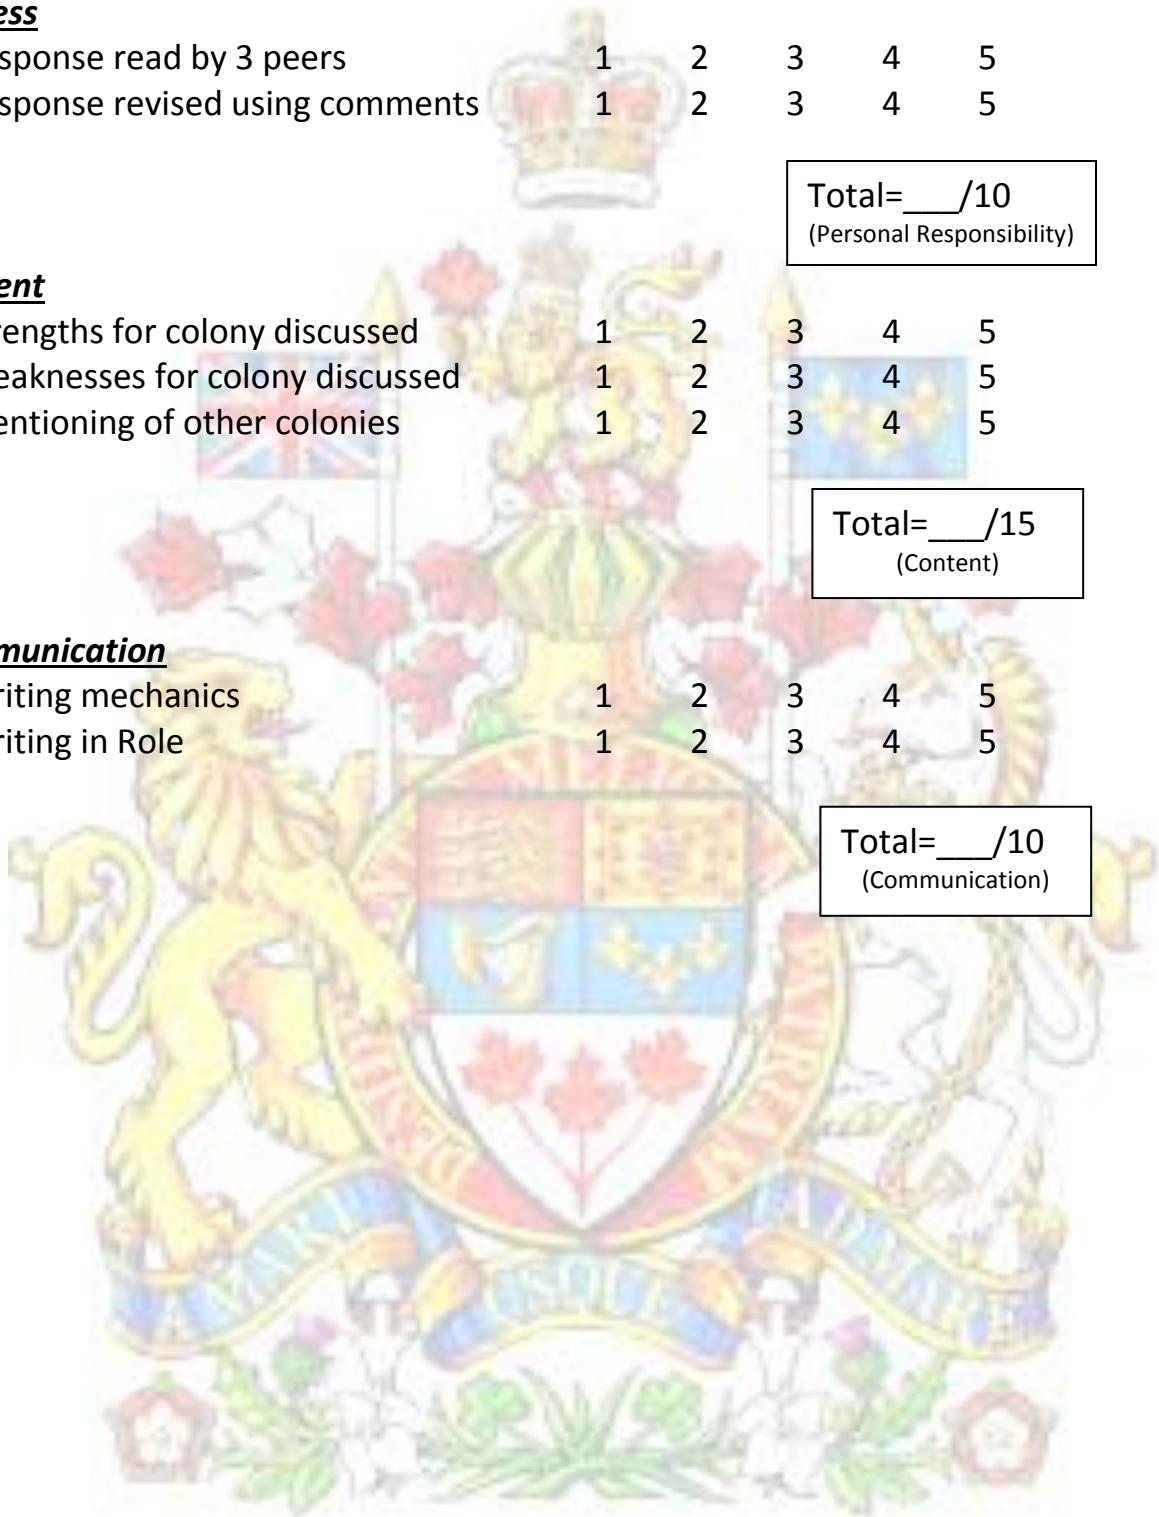 ess
sponse read by 3 peers 1 2 3 4 5
sponse revised using comments 1 2 3 4 5
Total=___/10
(Personal Responsibility)
ent
rengths for colony discussed 1 2 3 4 5
eaknesses for colony discussed 1 2 3 4 5
entioning of other colonies 1 2 3 4 5
Total=___/15
(Content)
munication
riting mechanics 1 2 3 4 5
riting in Role 1 2 3 4 5
Total=___/10
(Communication)